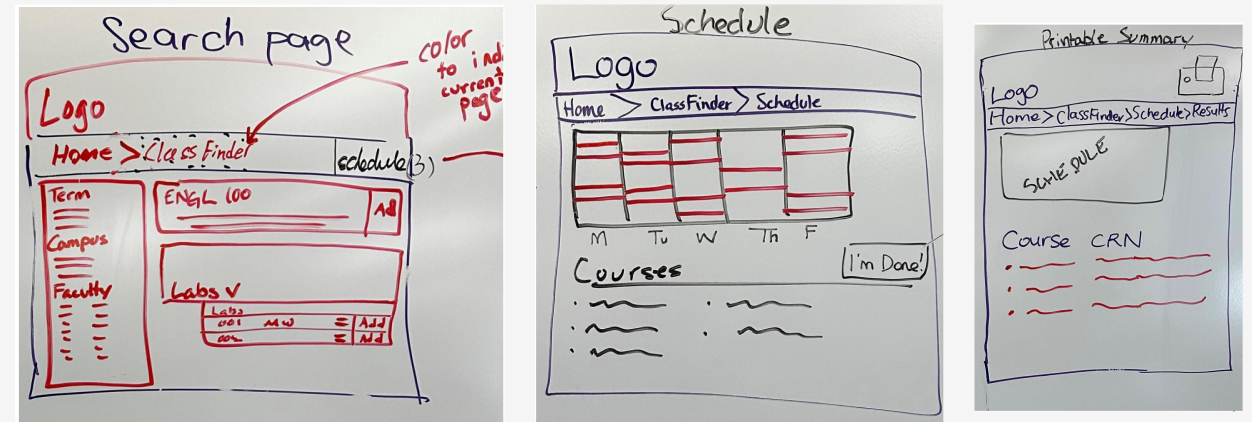 Search page
color
to ind
current
page
Logo
Home > Class Finder
schedule (3)
Term
Campus
Faculty
ENGL 100
Add
Labs v
Labs
001 MW Add
002 Add
Schedule
Logo
Home > ClassFinder > Schedule
M Tu W Th F
I'm Done!
Courses
Printable Summary
Logo
Home > ClassFinder > Schedule > Results
SCHEDULE
Course CRN